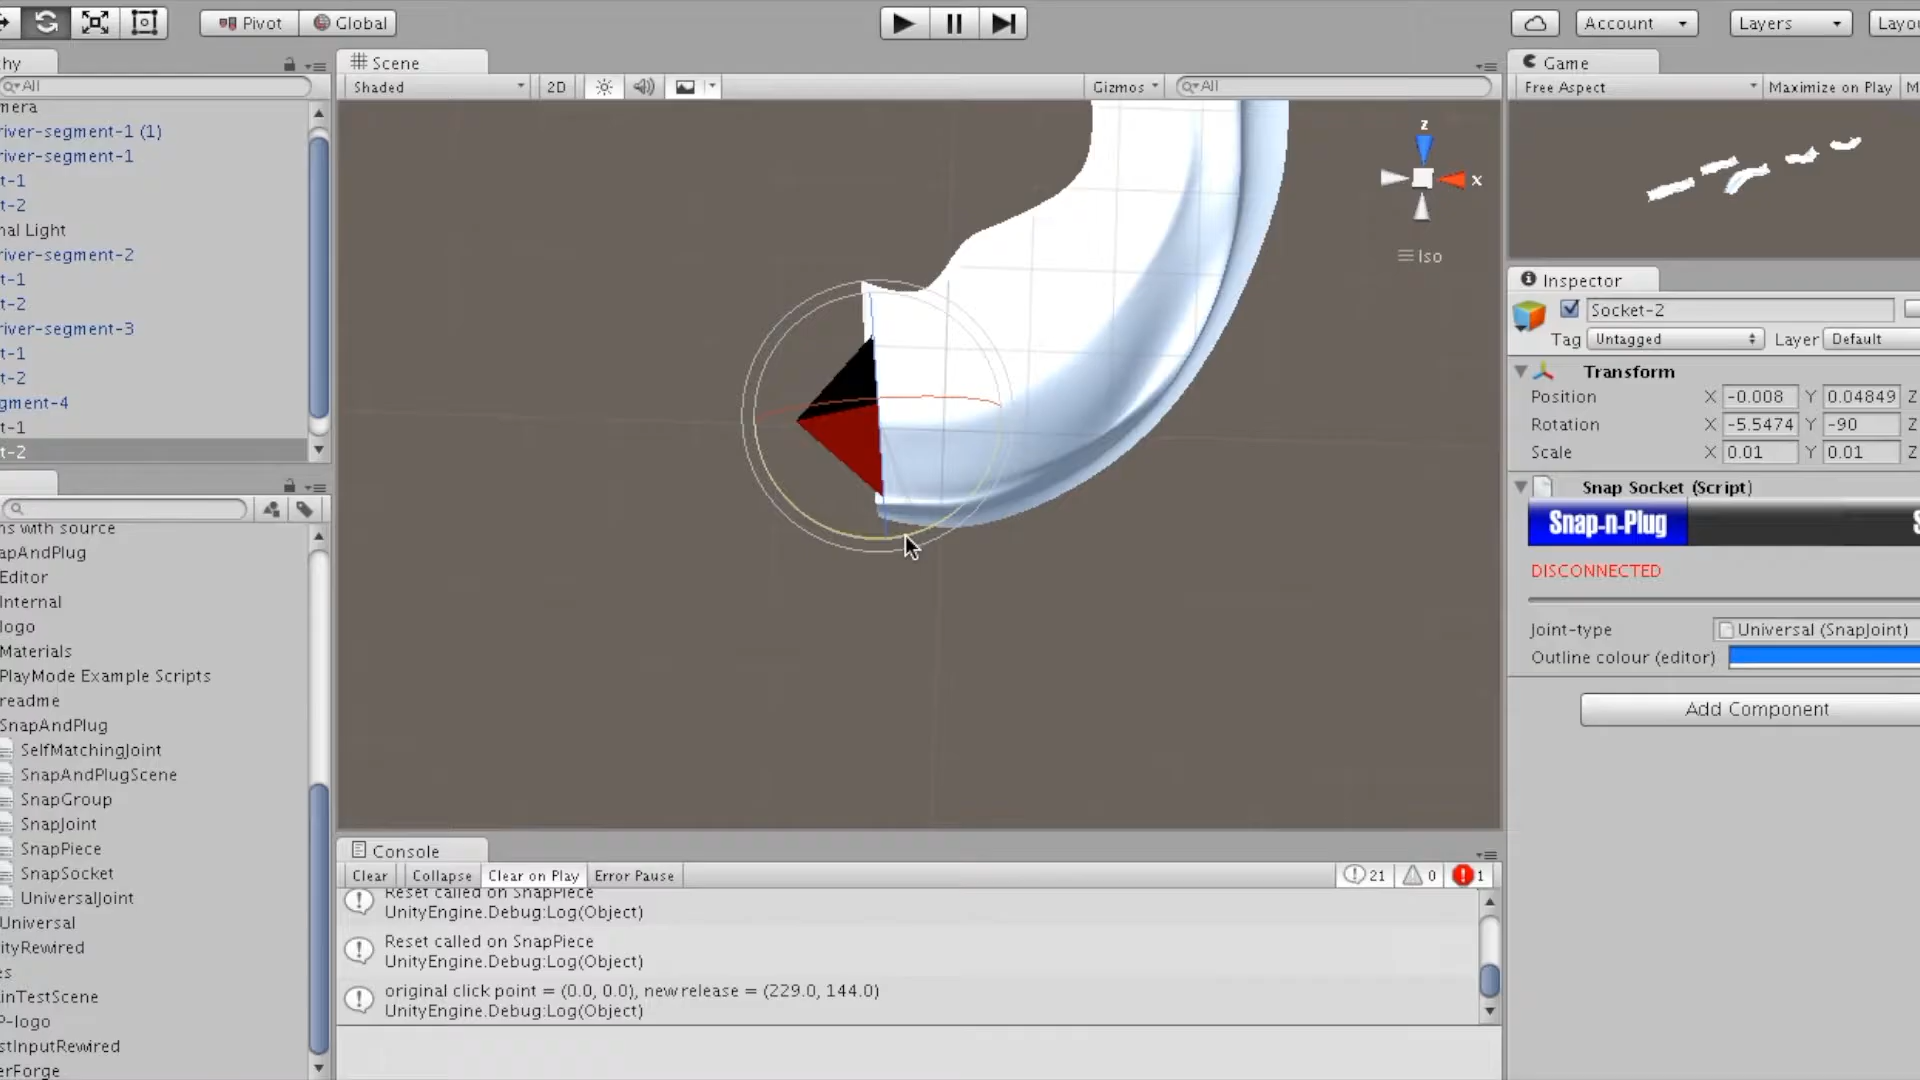 Pivot
Global
Account
Layers
Layou
hy
All
mera
river-segment-1 (1)
river-segment-1
t-1
t-2
nal Light
river-segment-2
t-1
t-2
river-segment-3
t-1
t-2
gment-4
t-1
t-2
ns with source
apAndPlug
Editor
Internal
logo
Materials
PlayMode Example Scripts
readme
SnapAndPlug
SelfMatchingJoint
SnapAndPlugScene
SnapGroup
SnapJoint
SnapPiece
SnapSocket
UniversalJoint
Universal
ityRewired
es
inTestScene
P-logo
stInputRewired
erForge
Scene
Shaded
2D
Gizmos
All
z
x
Iso
Console
Clear
Collapse
Clear on Play
Error Pause
21
0
1
Reset called on SnapPiece
UnityEngine.Debug:Log(Object)
Reset called on SnapPiece
UnityEngine.Debug:Log(Object)
original click point = (0.0, 0.0), new release = (229.0, 144.0)
UnityEngine.Debug:Log(Object)
Game
Free Aspect
Maximize on Play
M
Inspector
Socket-2
Tag Untagged Layer Default
Transform
Position X -0.008 Y 0.04849 Z
Rotation X -5.5474 Y -90 Z
Scale X 0.01 Y 0.01 Z
Snap Socket (Script)
Snap-n-Plug
S
DISCONNECTED
Joint-type Universal (SnapJoint)
Outline colour (editor)
Add Component